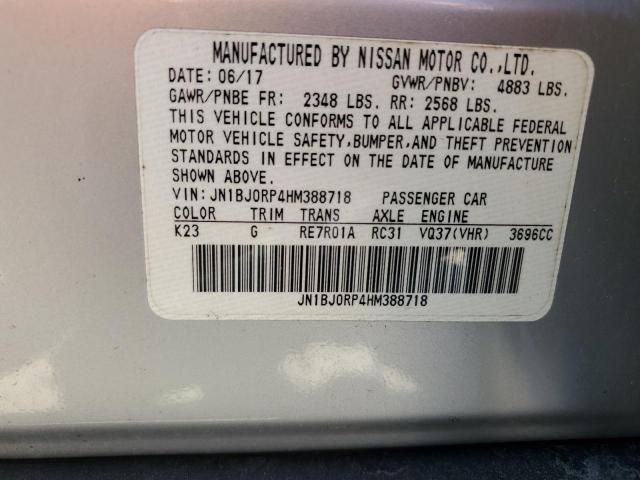 MANUFACTURED BY NISSAN MOTOR CO.,LTD.
DATE: 06/17 GVWR/PNBV: 4883 LBS.
GAWR/PNBE FR: 2348 LBS. RR: 2568 LBS.
THIS VEHICLE CONFORMS TO ALL APPLICABLE FEDERAL
MOTOR VEHICLE SAFETY,BUMPER,AND THEFT PREVENTION
STANDARDS IN EFFECT ON THE DATE OF MANUFACTURE
SHOWN ABOVE.
VIN: JN1BJ0RP4HM388718 PASSENGER CAR
COLOR TRIM TRANS AXLE ENGINE
K23 G RE7R01A RC31 VQ37(VHR) 3696CC
JN1BJ0RP4HM388718